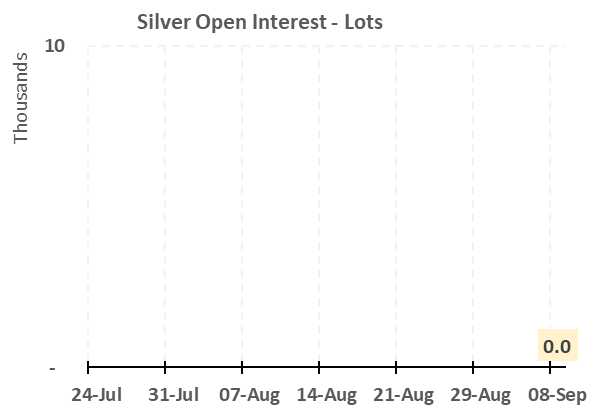 Silver Open Interest - Lots
Thousands
10
-
0.0
24-Jul 31-Jul 07-Aug 14-Aug 21-Aug 29-Aug 08-Sep